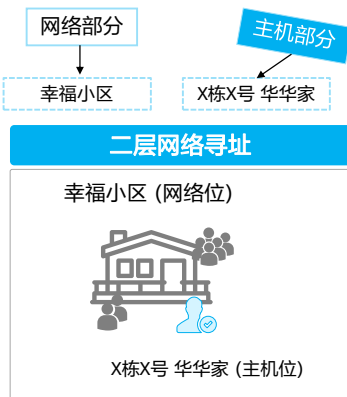 网络部分
主机部分
幸福小区
X栋X号 华华家
二层网络寻址
幸福小区 (网络位)
X栋X号 华华家 (主机位)